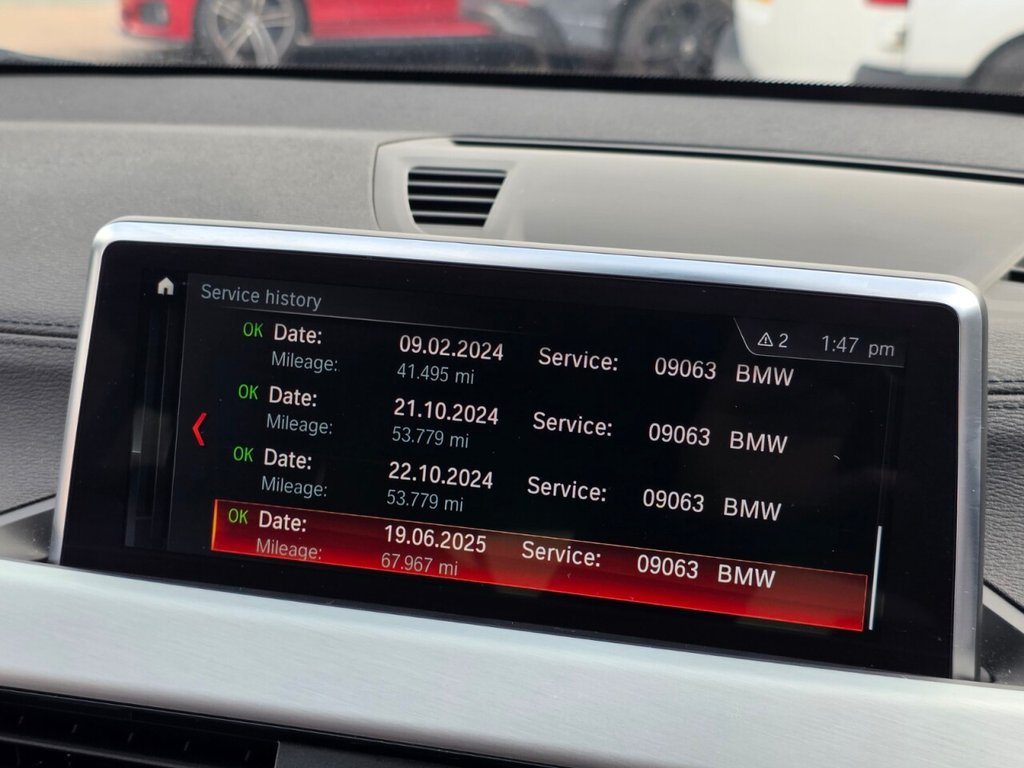 Service history
⚠ 2 1:47 pm
OK Date: 09.02.2024 Service: 09063 BMW
Mileage: 41.495 mi
OK Date: 21.10.2024 Service: 09063 BMW
Mileage: 53.779 mi
OK Date: 22.10.2024 Service: 09063 BMW
Mileage: 53.779 mi
OK Date: 19.06.2025 Service: 09063 BMW
Mileage: 67.967 mi